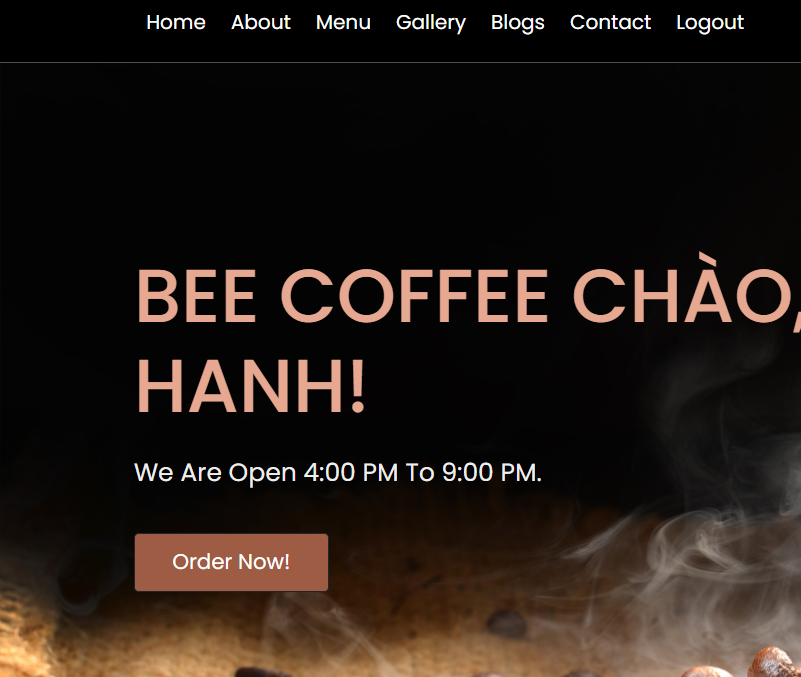 Home About Menu Gallery Blogs Contact Logout
BEE COFFEE CHÀO,
HANH!
We Are Open 4:00 PM To 9:00 PM.
Order Now!